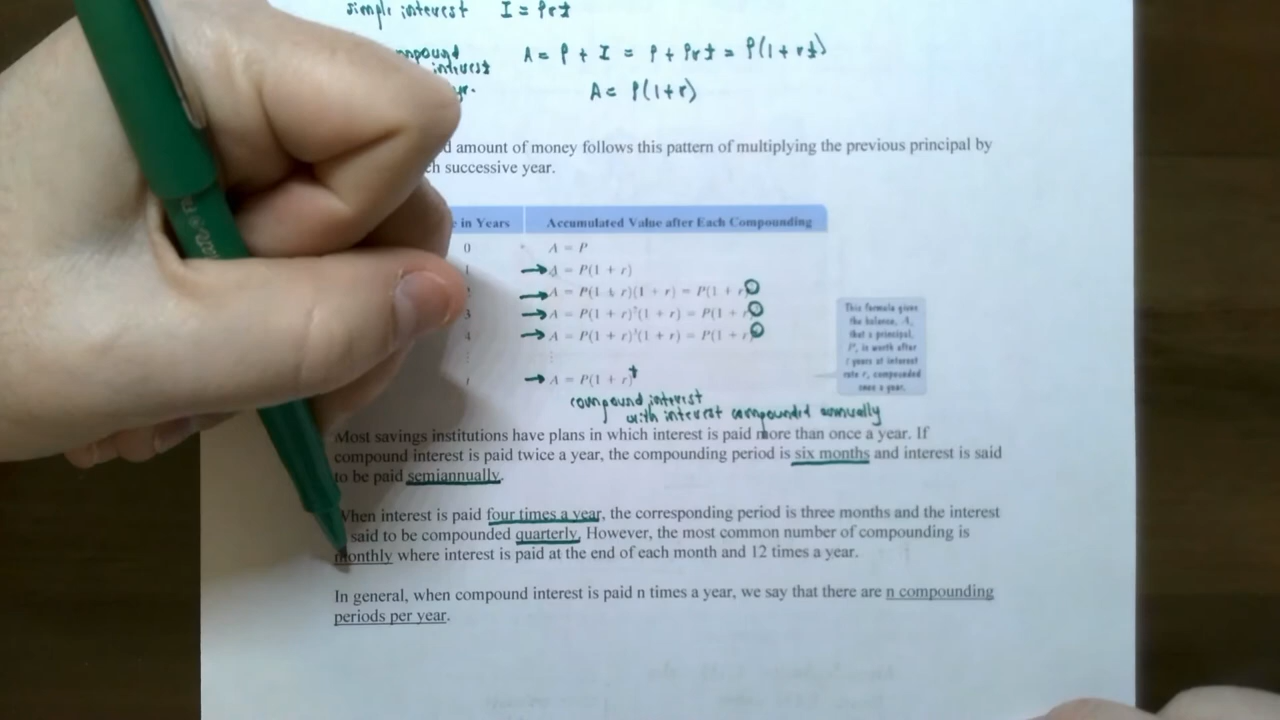 simple interest I = Prt
A = P + I = P + Prt = P(1 + rt)
interest
yr. A = P(1+r)
amount of money follows this pattern of multiplying the previous principal by
successive year.
in Years Accumulated Value after Each Compounding
0 A = P
A = P(1 + r)
A = P(1 + r)(1 + r) = P(1 + r
3 A = P(1 + r)²(1 + r) = P(1 + r
4 A = P(1 + r)³(1 + r) = P(1 + r
t A = P(1 + r)t
This formula gives
the balance, A,
that a principal,
P, is worth after
t years at interest
rate r, compounded
once a year.
compound interest
with interest compounded annually
Most savings institutions have plans in which interest is paid more than once a year. If
compound interest is paid twice a year, the compounding period is six months and interest is said
to be paid semiannually.
When interest is paid four times a year, the corresponding period is three months and the interest
said to be compounded quarterly. However, the most common number of compounding is
monthly where interest is paid at the end of each month and 12 times a year.
In general, when compound interest is paid n times a year, we say that there are n compounding
periods per year.